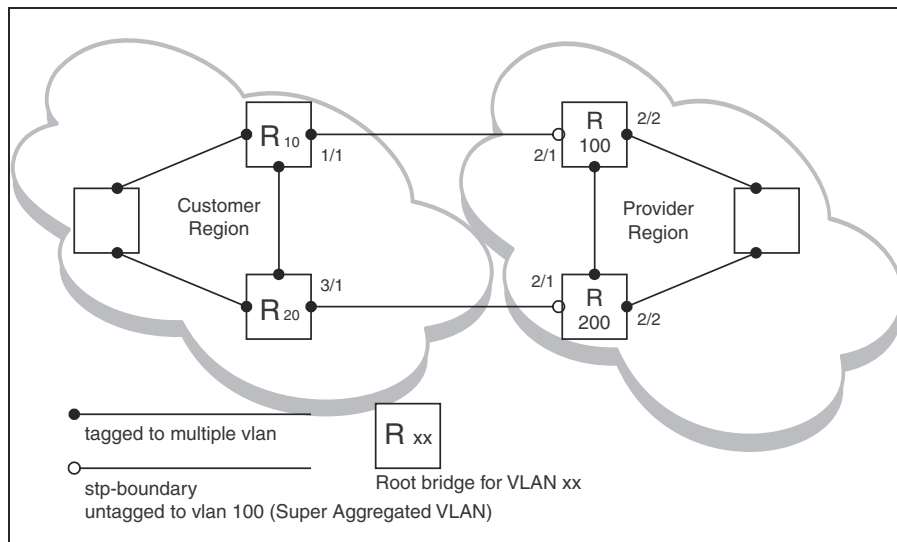 R 10
1/1
R
100
2/2
2/1
Customer
Region
Provider
Region
R 20
3/1
2/1
R
200
2/2
tagged to multiple vlan
R xx
Root bridge for VLAN xx
stp-boundary
untagged to vlan 100 (Super Aggregated VLAN)